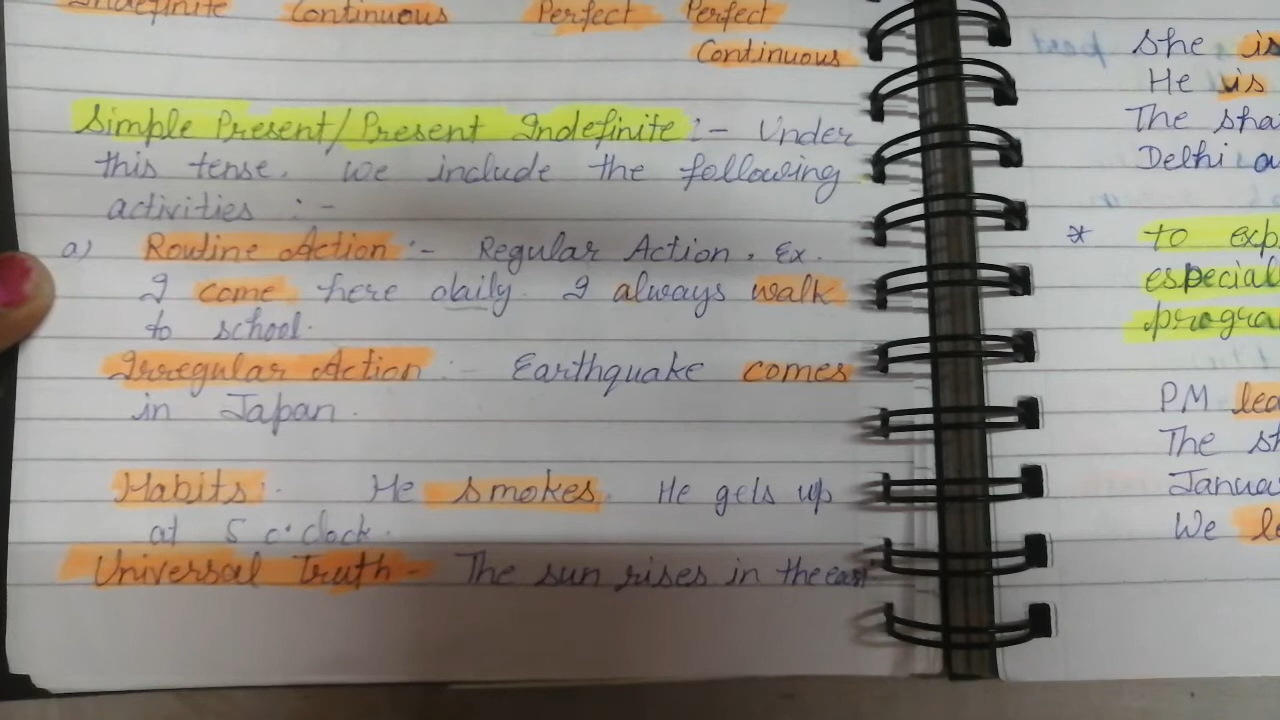 Indefinite Continuous Perfect Perfect
Continuous
Simple Present/Present Indefinite :- Under
this tense. We include the following
activities :-
a) Routine Action :- Regular Action. Ex.
I come here daily. I always walk
to school.
Irregular Action :- Earthquake comes
in Japan.
Habits: He smokes. He gets up
at 5 o'clock.
Universal Truth - The sun rises in the east
She is
He is
The
Delhi
* to
PM
The
We